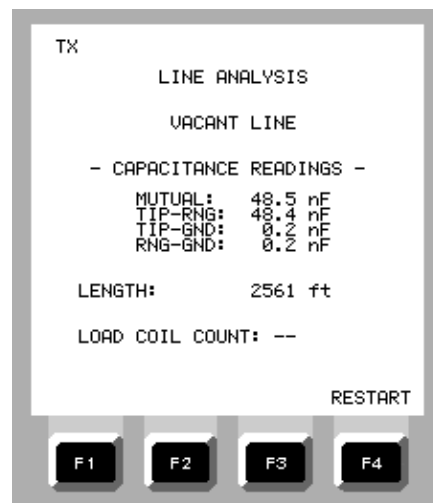 TX
LINE ANALYSIS
VACANT LINE
- CAPACITANCE READINGS -
MUTUAL: 48.5 nF
TIP-RNG: 48.4 nF
TIP-GND: 0.2 nF
RNG-GND: 0.2 nF
LENGTH: 2561 ft
LOAD COIL COUNT: --
RESTART
F1 F2 F3 F4